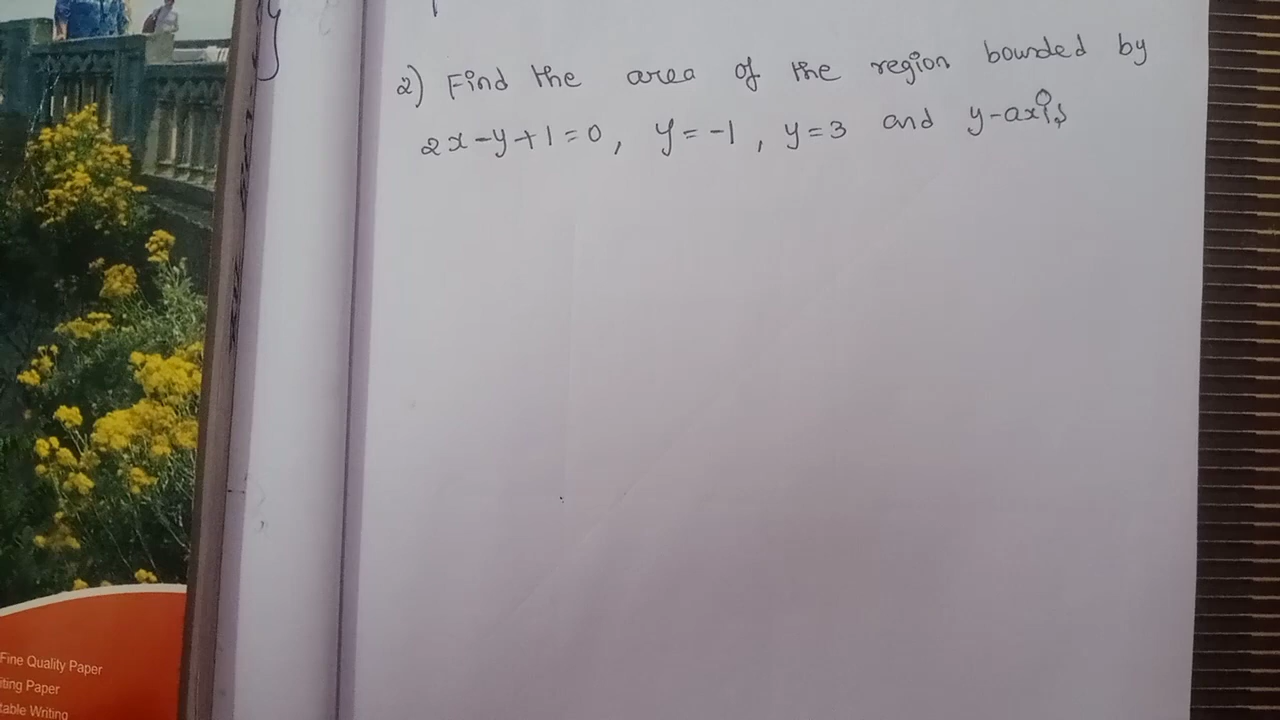 2) Find the area of the region bounded by
2x-y+1=0, y=-1, y=3 and y-axis
Fine Quality Paper
iting Paper
table Writing